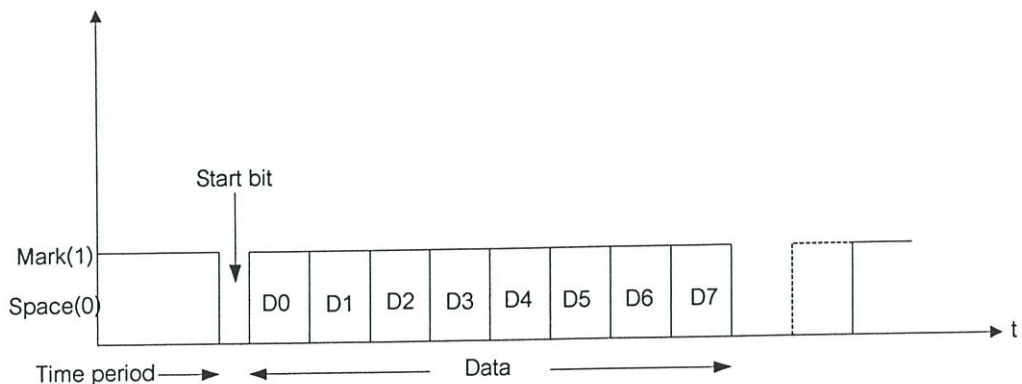 Start bit
Mark(1)
Space(0)
D0 D1 D2 D3 D4 D5 D6 D7
t
Time period
Data